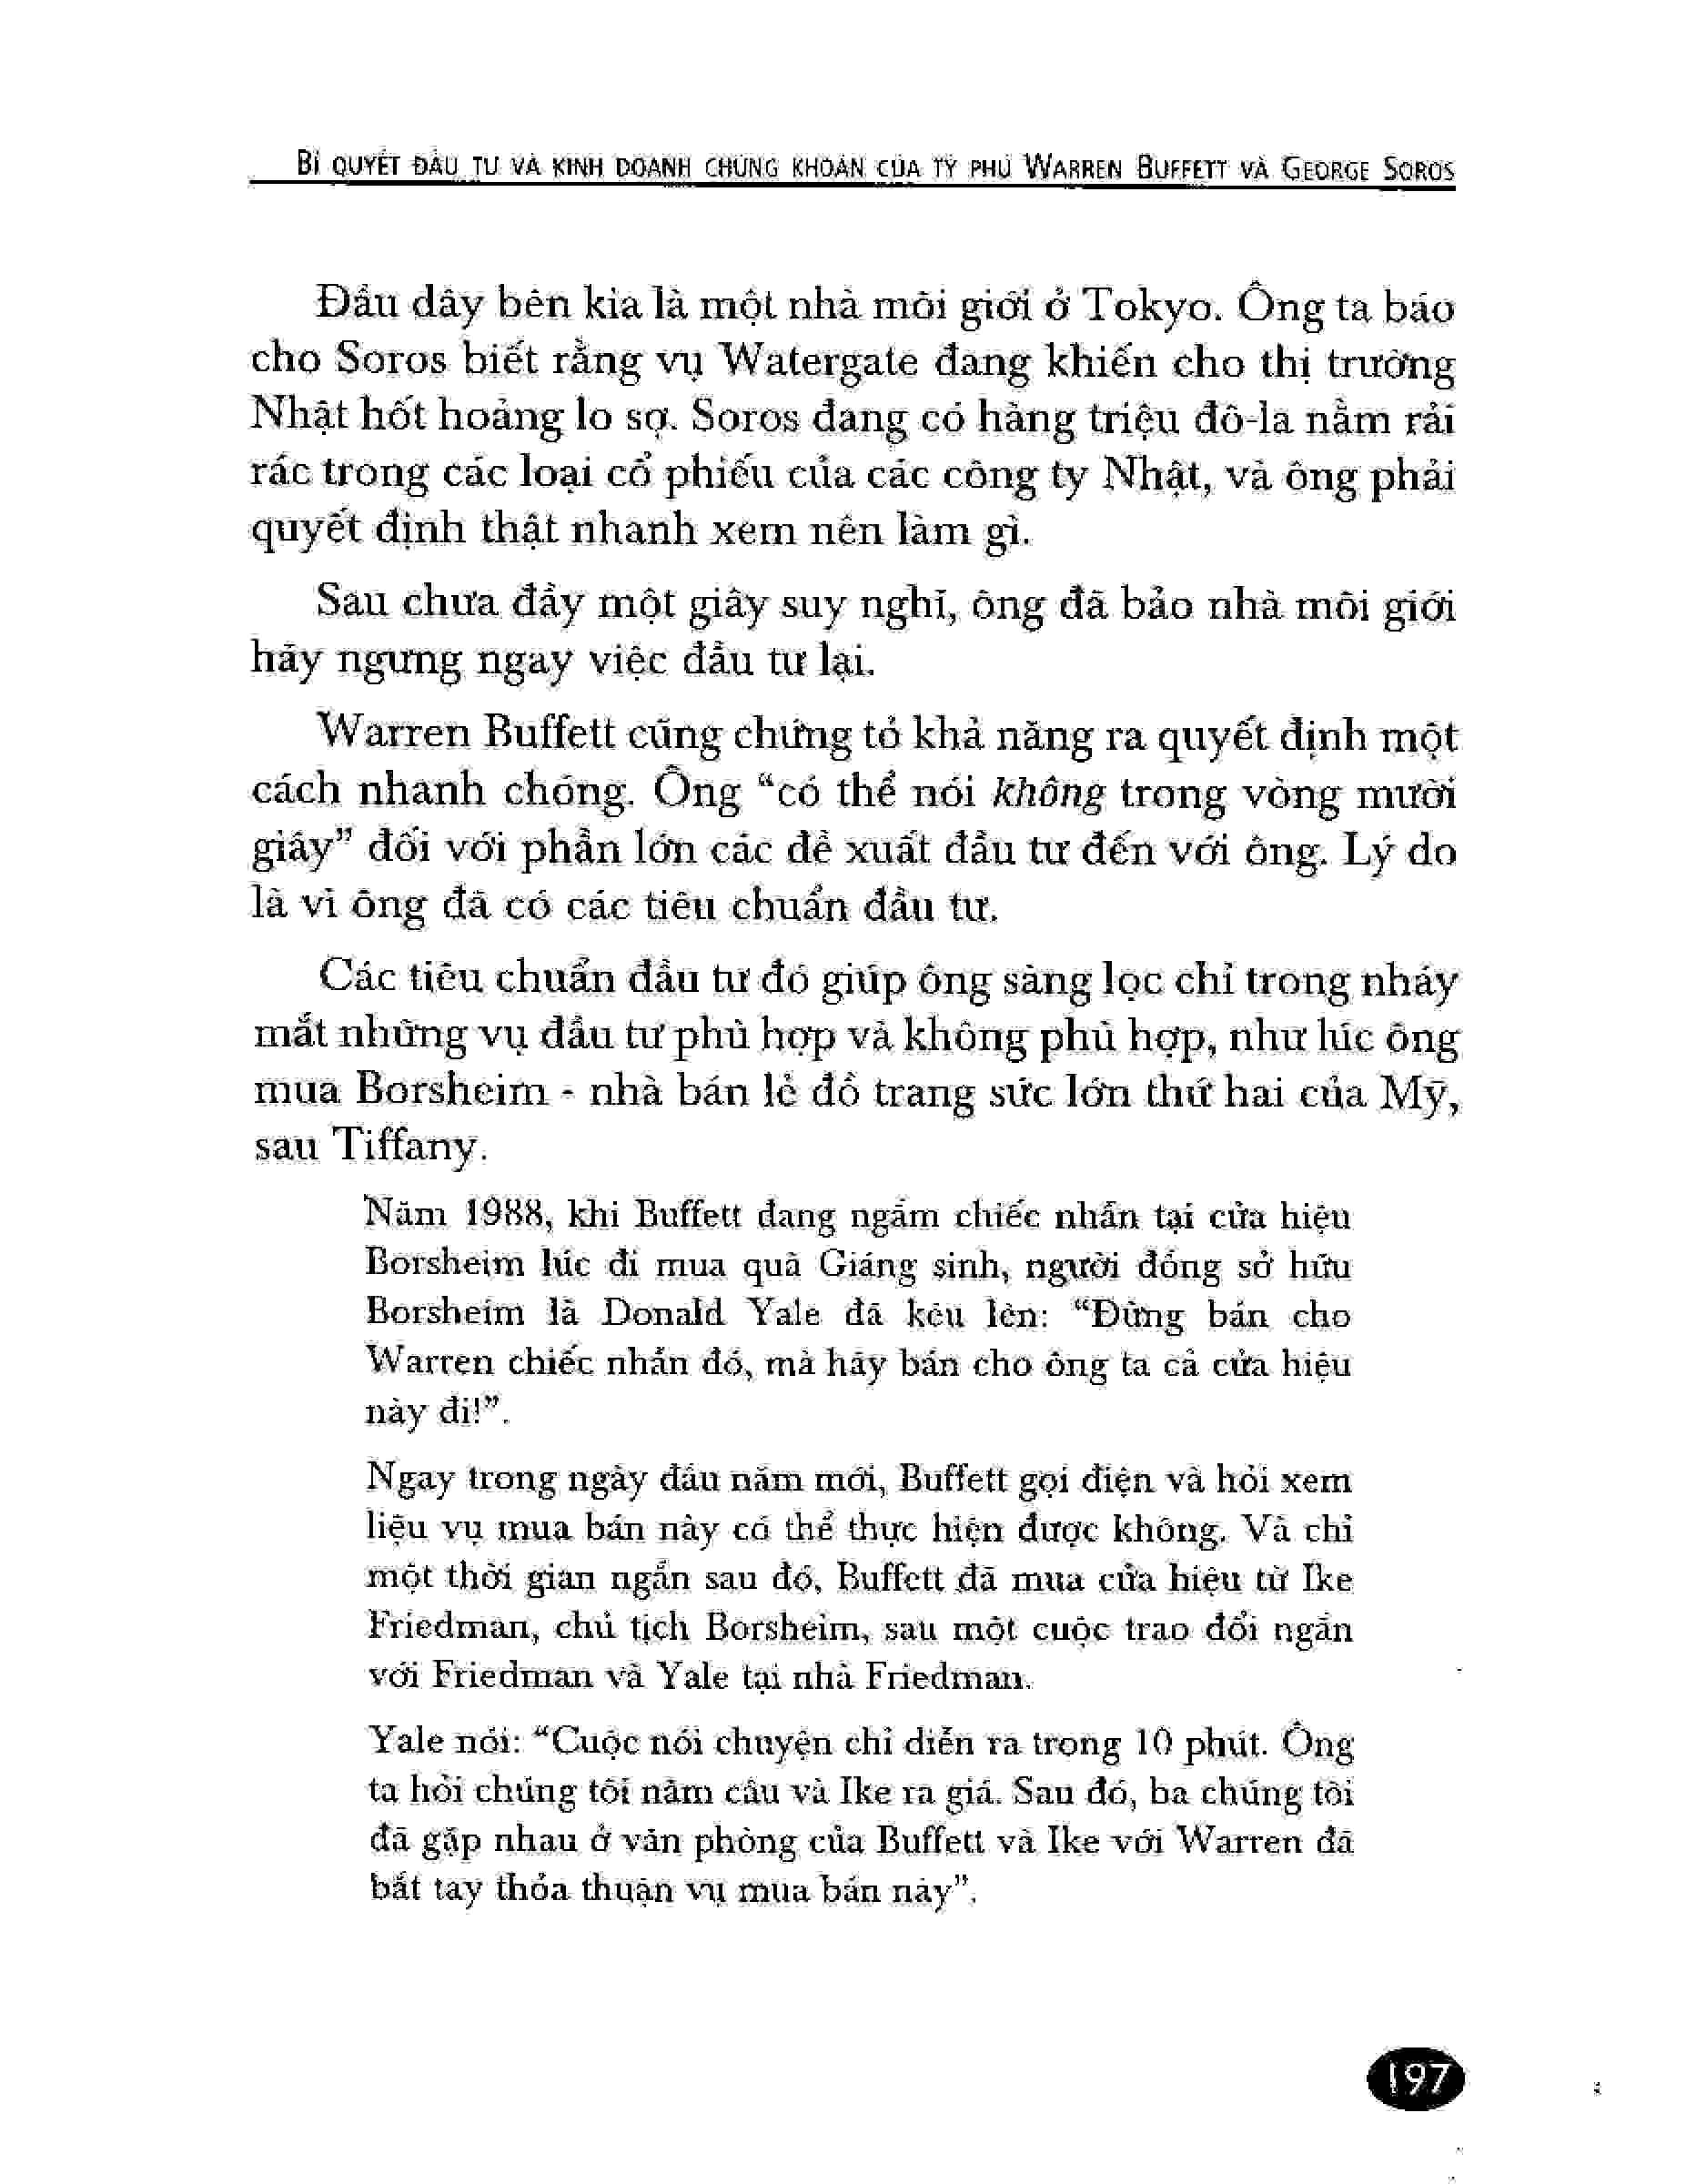 BÍ QUYẾT ĐẦU TƯ VÀ KINH DOANH CHỨNG KHOÁN CỦA TỶ PHÚ WARREN BUFFETT VÀ GEORGE SOROS
Đầu dây bên kia là một nhà môi giới ở Tokyo. Ông ta báo
cho Soros biết rằng vụ Watergate đang khiến cho thị trường
Nhật hốt hoảng lo sợ. Soros đang có hàng triệu đô-la nằm rải
rác trong các loại cổ phiếu của các công ty Nhật, và ông phải
quyết định thật nhanh xem nên làm gì.
Sau chưa đầy một giây suy nghĩ, ông đã bảo nhà môi giới
hãy ngưng ngay việc đầu tư lại.
Warren Buffett cũng chứng tỏ khả năng ra quyết định một
cách nhanh chóng. Ông “có thể nói không trong vòng mười
giây” đối với phần lớn các đề xuất đầu tư đến với ông. Lý do
là vì ông đã có các tiêu chuẩn đầu tư.
Các tiêu chuẩn đầu tư đó giúp ông sàng lọc chỉ trong nháy
mắt những vụ đầu tư phù hợp và không phù hợp, như lúc ông
mua Borsheim - nhà bán lẻ đồ trang sức lớn thứ hai của Mỹ,
sau Tiffany.
Năm 1988, khi Buffett đang ngắm chiếc nhẫn tại cửa hiệu
Borsheim lúc đi mua quà Giáng sinh, người đồng sở hữu
Borsheim là Donald Yale đã kêu lên: “Đừng bán cho
Warren chiếc nhẫn đó, mà hãy bán cho ông ta cả cửa hiệu
này đi!”.
Ngay trong ngày đầu năm mới, Buffett gọi điện và hỏi xem
liệu vụ mua bán này có thể thực hiện được không. Và chỉ
một thời gian ngắn sau đó, Buffett đã mua cửa hiệu từ Ike
Friedman, chủ tịch Borsheim, sau một cuộc trao đổi ngắn
với Friedman và Yale tại nhà Friedman.
Yale nói: “Cuộc nói chuyện chỉ diễn ra trong 10 phút. Ông
ta hỏi chúng tôi năm câu và Ike ra giá. Sau đó, ba chúng tôi
đã gặp nhau ở văn phòng của Buffett và Ike với Warren đã
bắt tay thỏa thuận vụ mua bán này”.
197